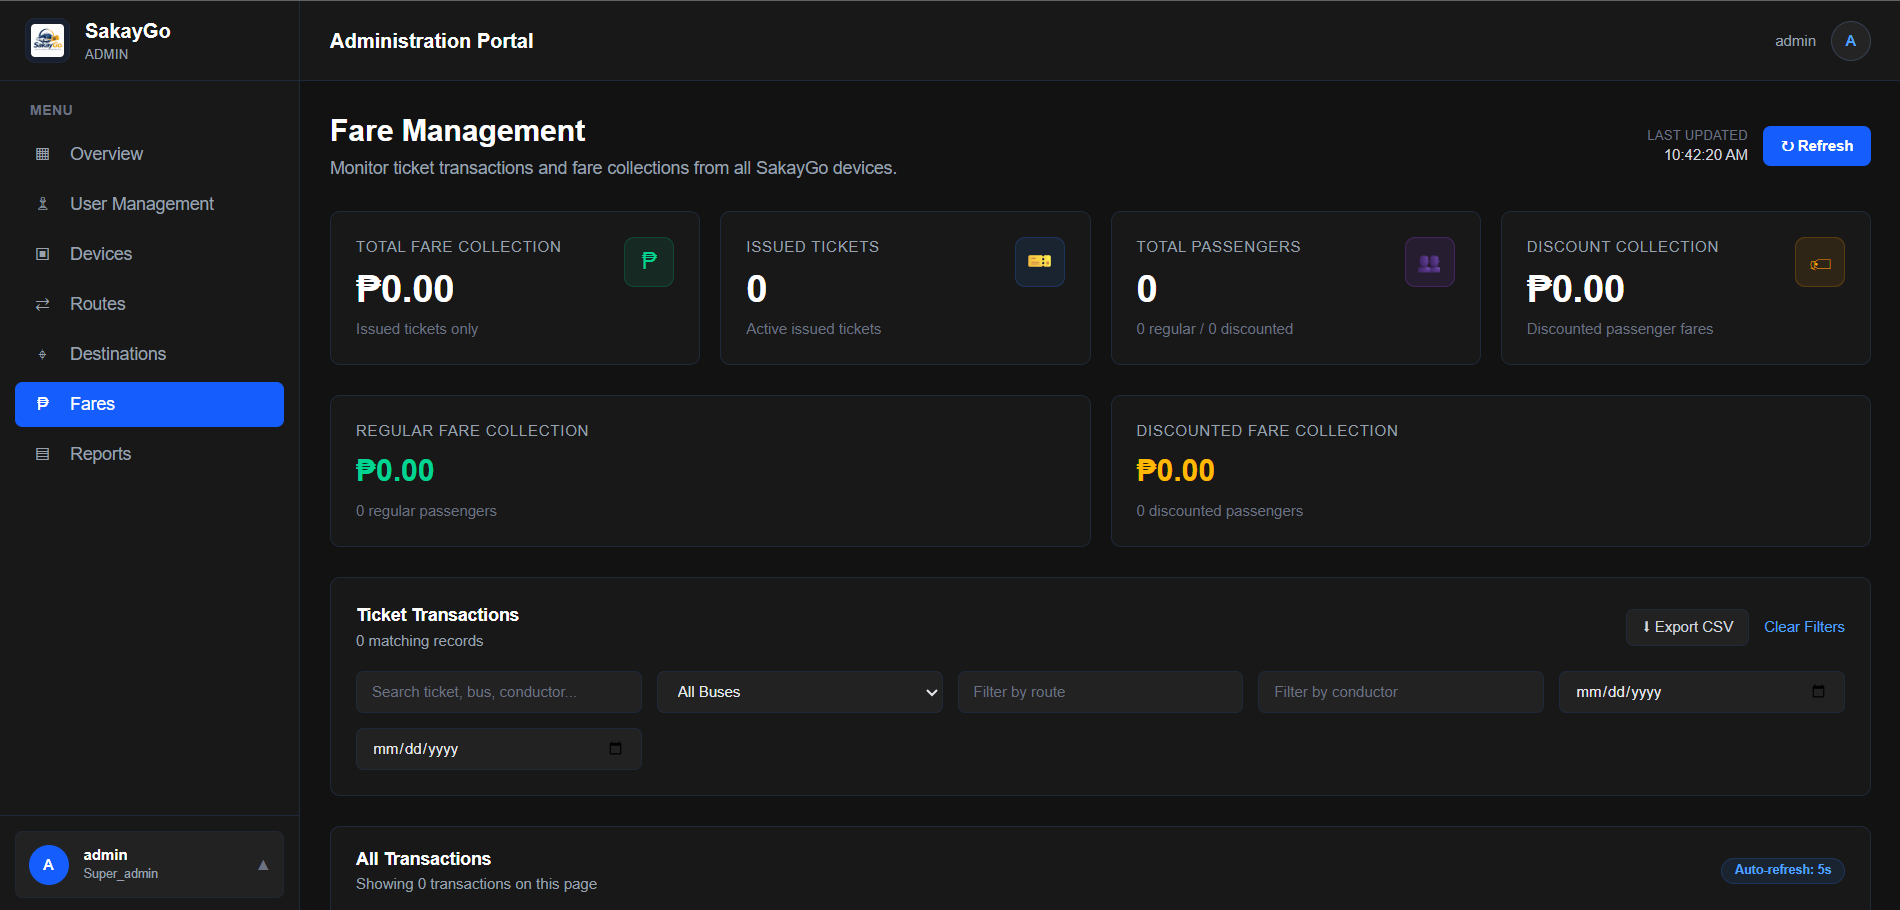 SakayGo
ADMIN
Administration Portal
admin
A
MENU
Overview
User Management
Devices
Routes
Destinations
₱ Fares
Reports
Fare Management
Monitor ticket transactions and fare collections from all SakayGo devices.
LAST UPDATED
10:42:20 AM
↻ Refresh
TOTAL FARE COLLECTION
₱0.00
Issued tickets only
₱
ISSUED TICKETS
0
Active issued tickets
TOTAL PASSENGERS
0
0 regular / 0 discounted
DISCOUNT COLLECTION
₱0.00
Discounted passenger fares
REGULAR FARE COLLECTION
₱0.00
0 regular passengers
DISCOUNTED FARE COLLECTION
₱0.00
0 discounted passengers
Ticket Transactions
0 matching records
⬇ Export CSV
Clear Filters
Search ticket, bus, conductor...
All Buses
Filter by route
Filter by conductor
mm/dd/yyyy
mm/dd/yyyy
All Transactions
Showing 0 transactions on this page
Auto-refresh: 5s
A
admin
Super_admin